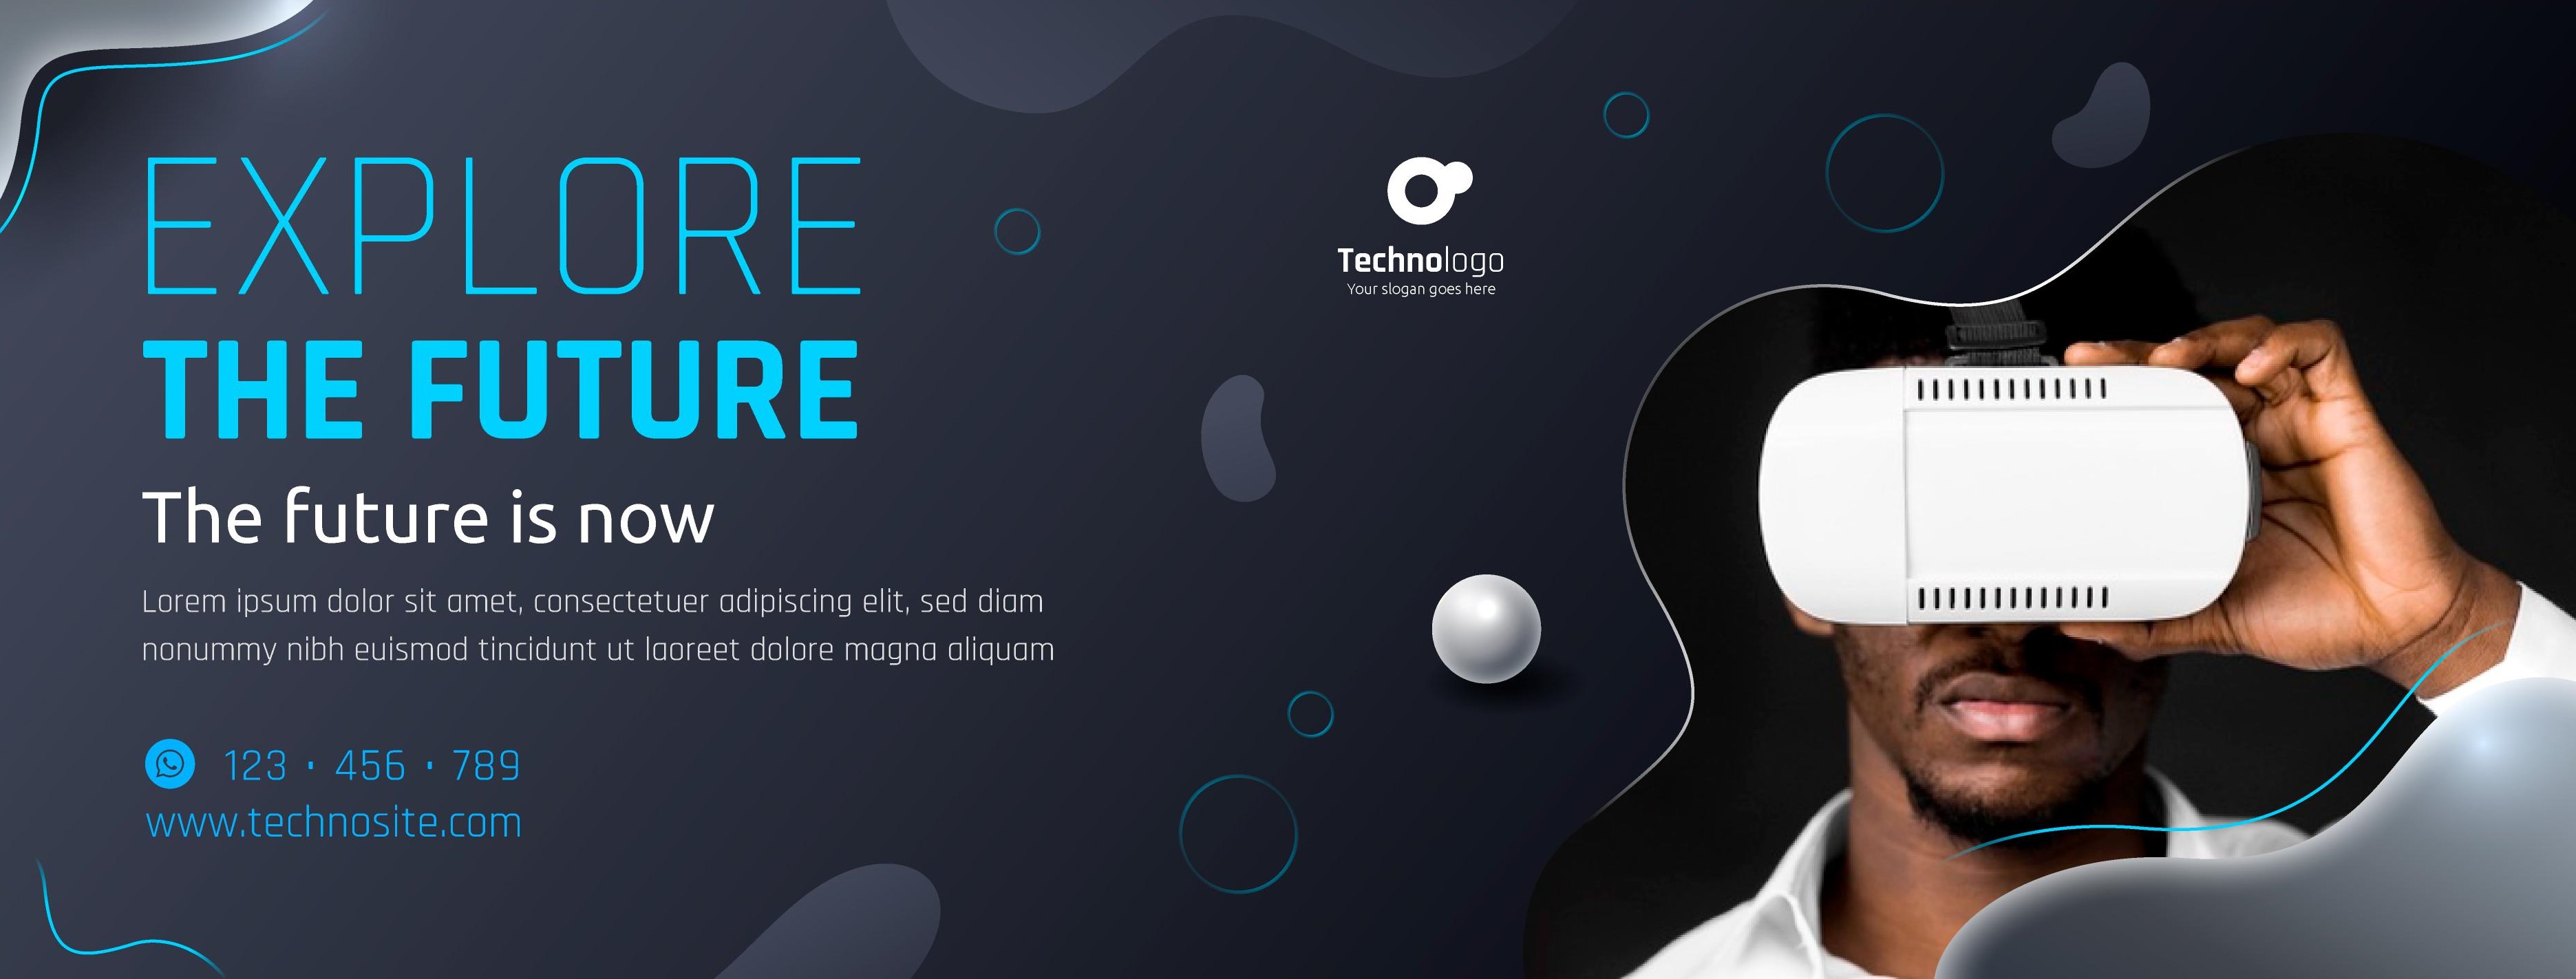 EXPLORE
THE FUTURE
The future is now
Lorem ipsum dolor sit amet, consectetuer adipiscing elit, sed diam
nonummy nibh euismod tincidunt ut laoreet dolore magna aliquam
123 · 456 · 789
www.technosite.com
Technologo
Your slogan goes here